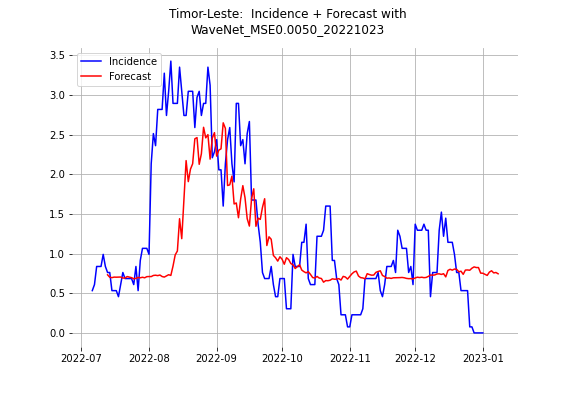 Timor-Leste:  Incidence + Forecast with
WaveNet_MSE0.0050_20221023
Incidence
Forecast
3.5
3.0
2.5
2.0
1.5
1.0
0.5
0.0
2022-07 2022-08 2022-09 2022-10 2022-11 2022-12 2023-01